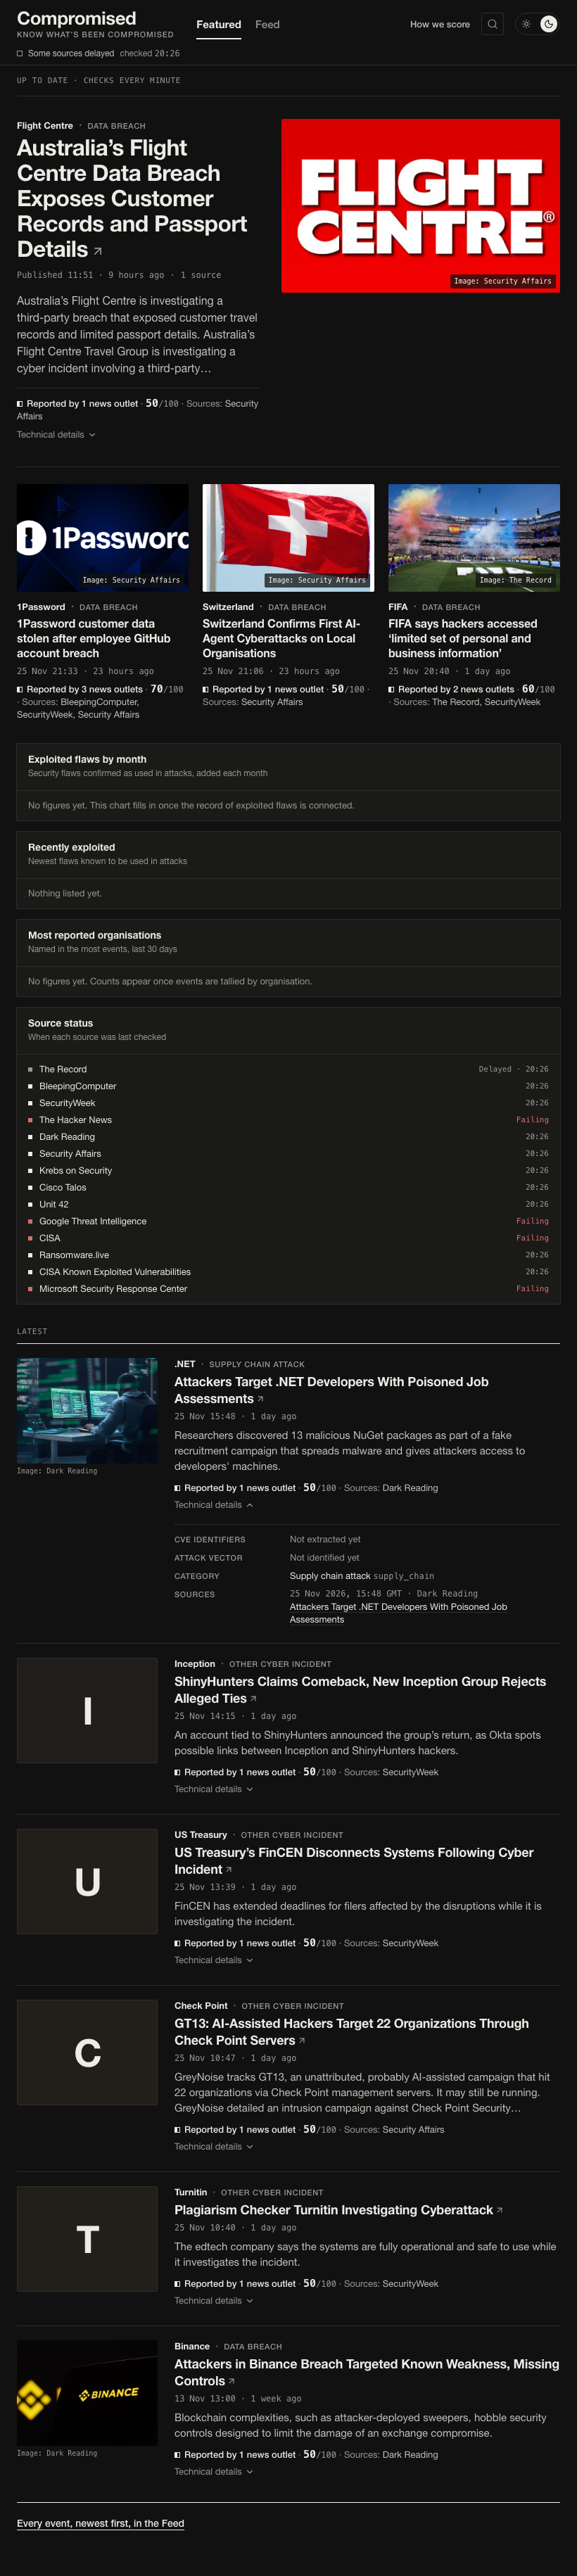 Compromised
KNOW WHAT'S BEEN COMPROMISED
Featured
Feed
How we score
Some sources delayed checked 20:26
UP TO DATE · CHECKS EVERY MINUTE
Flight Centre · DATA BREACH
Australia's Flight
Centre Data Breach
Exposes Customer
Records and Passport
Details ↗
Published 11:51 · 9 hours ago · 1 source
Australia's Flight Centre is investigating a
third-party breach that exposed customer travel
records and limited passport details. Australia's
Flight Centre Travel Group is investigating a
cyber incident involving a third-party…
Reported by 1 news outlet · 50/100 · Sources: Security
Affairs
Technical details
FLIGHT
CENTRE®
Image: Security Affairs
1Password
Image: Security Affairs
1Password · DATA BREACH
1Password customer data
stolen after employee GitHub
account breach
25 Nov 21:33 · 23 hours ago
Reported by 3 news outlets · 70/100
· Sources: BleepingComputer,
SecurityWeek, Security Affairs
Image: Security Affairs
Switzerland · DATA BREACH
Switzerland Confirms First AI-
Agent Cyberattacks on Local
Organisations
25 Nov 21:06 · 23 hours ago
Reported by 1 news outlet · 50/100 ·
Sources: Security Affairs
Image: The Record
FIFA · DATA BREACH
FIFA says hackers accessed
‘limited set of personal and
business information’
25 Nov 20:40 · 1 day ago
Reported by 2 news outlets · 60/100
· Sources: The Record, SecurityWeek
Exploited flaws by month
Security flaws confirmed as used in attacks, added each month
No figures yet. This chart fills in once the record of exploited flaws is connected.
Recently exploited
Newest flaws known to be used in attacks
Nothing listed yet.
Most reported organisations
Named in the most events, last 30 days
No figures yet. Counts appear once events are tallied by organisation.
Source status
When each source was last checked
The Record Delayed · 20:26
BleepingComputer 20:26
SecurityWeek 20:26
The Hacker News Failing
Dark Reading 20:26
Security Affairs 20:26
Krebs on Security 20:26
Cisco Talos 20:26
Unit 42 20:26
Google Threat Intelligence Failing
CISA Failing
Ransomware.live 20:26
CISA Known Exploited Vulnerabilities 20:26
Microsoft Security Response Center Failing
LATEST
Image: Dark Reading
.NET · SUPPLY CHAIN ATTACK
Attackers Target .NET Developers With Poisoned Job
Assessments ↗
25 Nov 15:48 · 1 day ago
Researchers discovered 13 malicious NuGet packages as part of a fake
recruitment campaign that spreads malware and gives attackers access to
developers' machines.
Reported by 1 news outlet · 50/100 · Sources: Dark Reading
Technical details
CVE IDENTIFIERS Not extracted yet
ATTACK VECTOR Not identified yet
CATEGORY Supply chain attack supply_chain
SOURCES 25 Nov 2026, 15:48 GMT · Dark Reading
Attackers Target .NET Developers With Poisoned Job
Assessments
I
Inception · OTHER CYBER INCIDENT
ShinyHunters Claims Comeback, New Inception Group Rejects
Alleged Ties ↗
25 Nov 14:15 · 1 day ago
An account tied to ShinyHunters announced the group's return, as Okta spots
possible links between Inception and ShinyHunters hackers.
Reported by 1 news outlet · 50/100 · Sources: SecurityWeek
Technical details
U
US Treasury · OTHER CYBER INCIDENT
US Treasury's FinCEN Disconnects Systems Following Cyber
Incident ↗
25 Nov 13:39 · 1 day ago
FinCEN has extended deadlines for filers affected by the disruptions while it is
investigating the incident.
Reported by 1 news outlet · 50/100 · Sources: SecurityWeek
Technical details
C
Check Point · OTHER CYBER INCIDENT
GT13: AI-Assisted Hackers Target 22 Organizations Through
Check Point Servers ↗
25 Nov 10:47 · 1 day ago
GreyNoise tracks GT13, an unattributed, probably AI-assisted campaign that hit
22 organizations via Check Point management servers. It may still be running.
GreyNoise detailed an intrusion campaign against Check Point Security…
Reported by 1 news outlet · 50/100 · Sources: Security Affairs
Technical details
T
Turnitin · OTHER CYBER INCIDENT
Plagiarism Checker Turnitin Investigating Cyberattack ↗
25 Nov 10:40 · 1 day ago
The edtech company says the systems are fully operational and safe to use while
it investigates the incident.
Reported by 1 news outlet · 50/100 · Sources: SecurityWeek
Technical details
BINANCE
Image: Dark Reading
Binance · DATA BREACH
Attackers in Binance Breach Targeted Known Weakness, Missing
Controls ↗
13 Nov 13:00 · 1 week ago
Blockchain complexities, such as attacker-deployed sweepers, hobble security
controls designed to limit the damage of an exchange compromise.
Reported by 1 news outlet · 50/100 · Sources: Dark Reading
Technical details
Every event, newest first, in the Feed